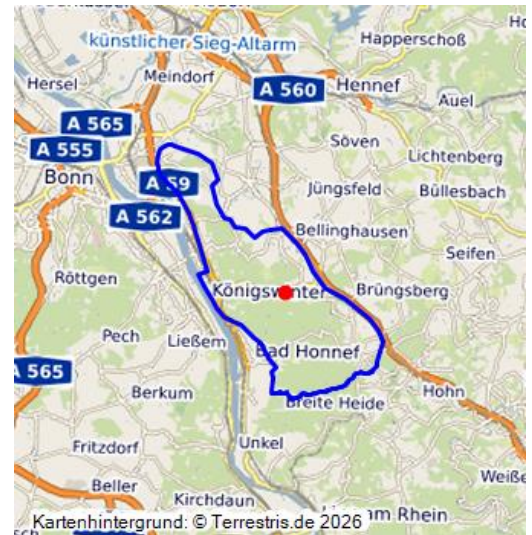 künstlicher Sieg-Altarm
Happerschoß
Hersel
Meindorf
A 560
Hennef
Auel
A 565
Söven
A 555
Lichtenberg
Bonn
A 59
Jüngsfeld
Büllesbach
A 562
Bellinghausen
Seifen
Röttgen
Königswinter
Brüngsberg
Pech
Ließem
Bad Honnef
A 565
Hohn
Berkum
Breite Heide
Unkel
Fritzdorf
Weiße
Beller
Kirchdaun
am Rhein
Kartenhintergrund: © Terrestris.de 2026